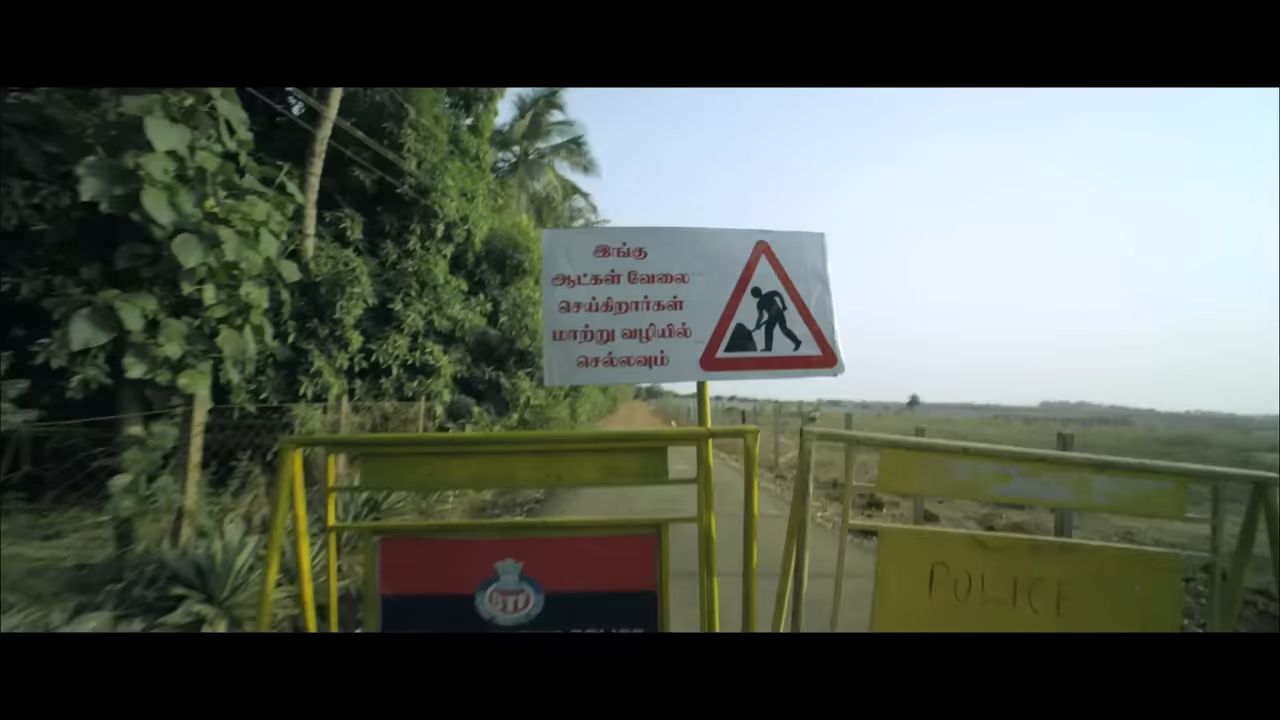 இங்கு
ஆட்கள் வேலை
செய்கிறார்கள்
மாற்று வழியில்
செல்லவும்
POLICE